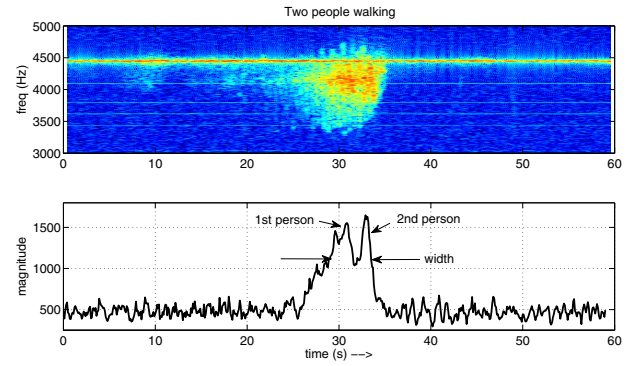 Two people walking
5000
4500
4000
3500
3000
freq (Hz)
0 10 20 30 40 50 60
1500
1000
500
magnitude
1st person
2nd person
width
0 10 20 30 40 50 60
time (s) −−>